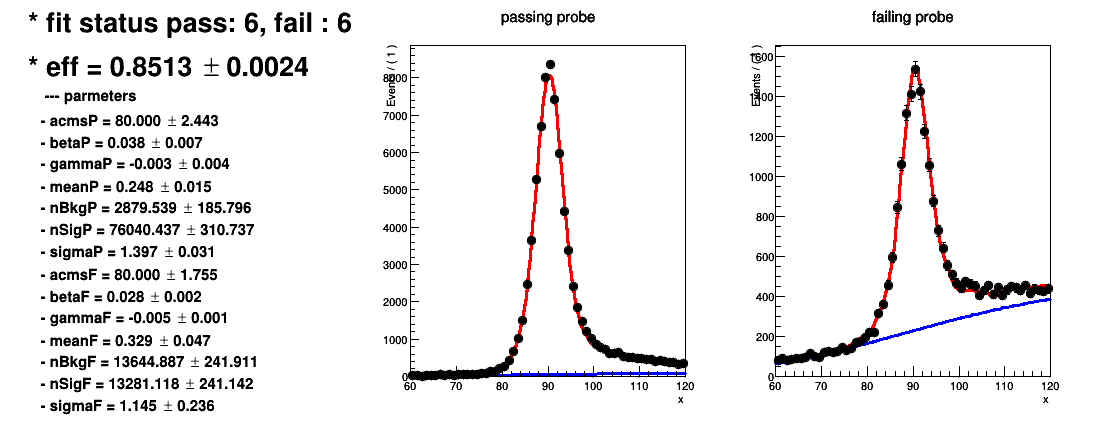 * fit status pass: 6, fail : 6
* eff = 0.8513 ± 0.0024
--- parmeters
- acmsP = 80.000 ± 2.443
- betaP = 0.038 ± 0.007
- gammaP = -0.003 ± 0.004
- meanP = 0.248 ± 0.015
- nBkgP = 2879.539 ± 185.796
- nSigP = 76040.437 ± 310.737
- sigmaP = 1.397 ± 0.031
- acmsF = 80.000 ± 1.755
- betaF = 0.028 ± 0.002
- gammaF = -0.005 ± 0.001
- meanF = 0.329 ± 0.047
- nBkgF = 13644.887 ± 241.911
- nSigF = 13281.118 ± 241.142
- sigmaF = 1.145 ± 0.236
passing probe
Events / ( 1 )
8000
7000
6000
5000
4000
3000
2000
1000
0
60 70 80 90 100 110 120
x
failing probe
Events / ( 1 )
1600
1400
1200
1000
800
600
400
200
0
60 70 80 90 100 110 120
x